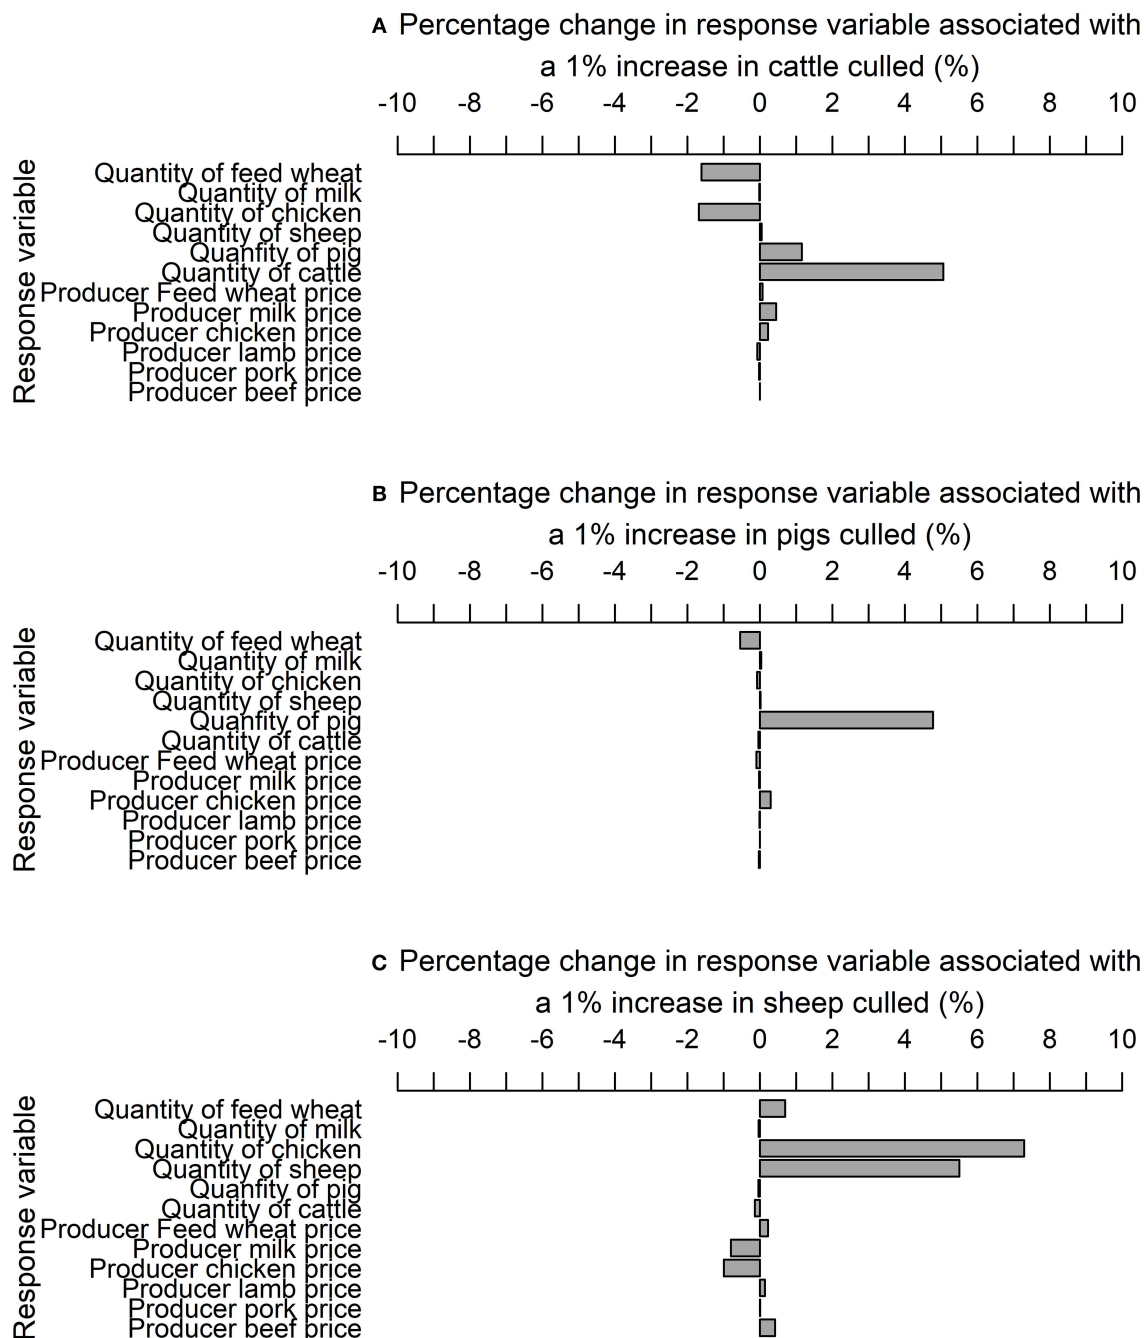 A Percentage change in response variable associated with
a 1% increase in cattle culled (%)
-10 -8 -6 -4 -2 0 2 4 6 8 10
Response variable
Quantity of feed wheat
Quantity of milk
Quantity of chicken
Quantity of sheep
Quanfity of pig
Quantity of cattle
Producer Feed wheat price
Producer milk price
Producer chicken price
Producer lamb price
Producer pork price
Producer beef price
B Percentage change in response variable associated with
a 1% increase in pigs culled (%)
-10 -8 -6 -4 -2 0 2 4 6 8 10
Response variable
Quantity of feed wheat
Quantity of milk
Quantity of chicken
Quantity of sheep
Quanfity of pig
Quantity of cattle
Producer Feed wheat price
Producer milk price
Producer chicken price
Producer lamb price
Producer pork price
Producer beef price
C Percentage change in response variable associated with
a 1% increase in sheep culled (%)
-10 -8 -6 -4 -2 0 2 4 6 8 10
Response variable
Quantity of feed wheat
Quantity of milk
Quantity of chicken
Quantity of sheep
Quanfity of pig
Quantity of cattle
Producer Feed wheat price
Producer milk price
Producer chicken price
Producer lamb price
Producer pork price
Producer beef price